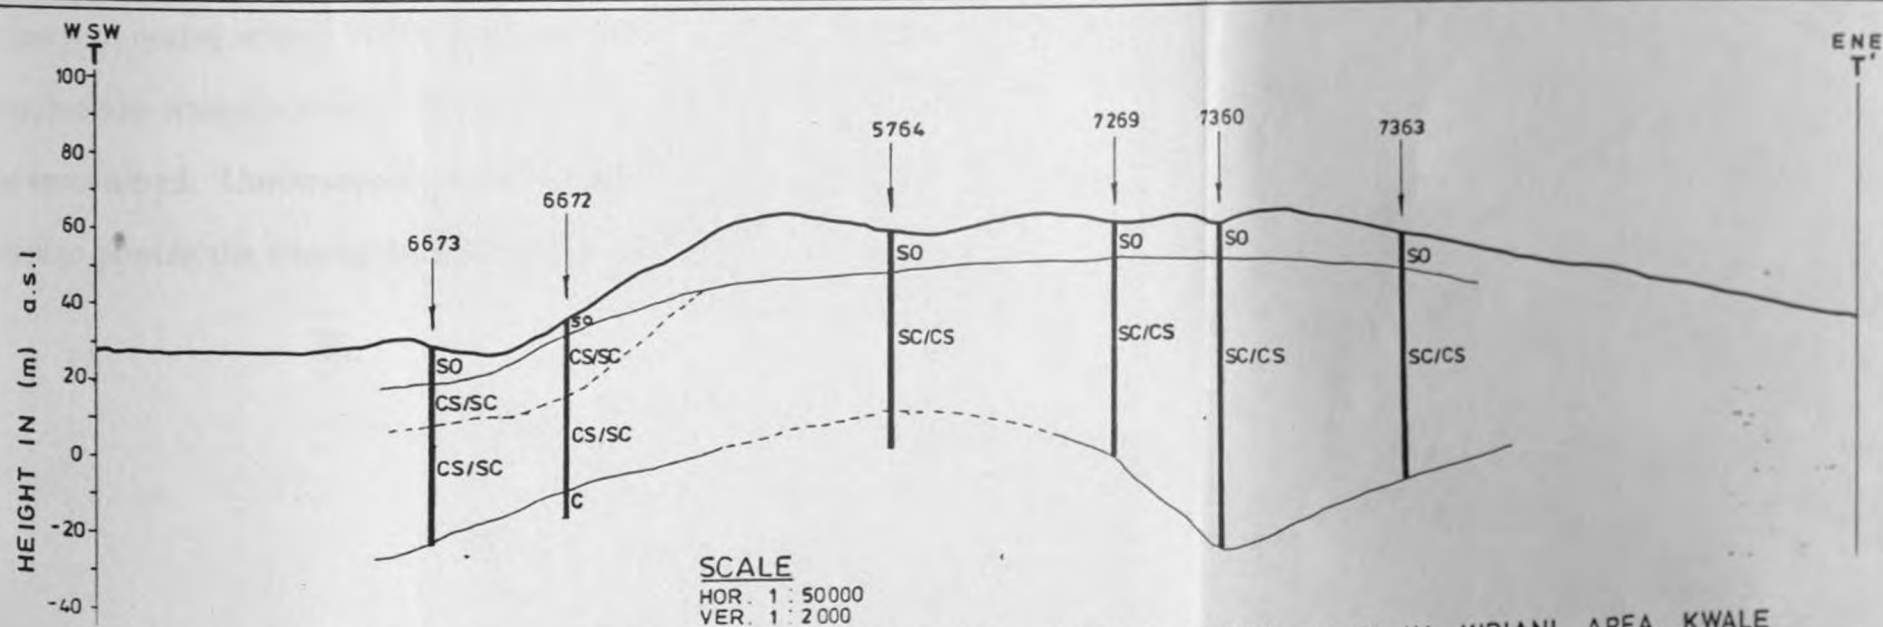 WSW
T
ENE
T'
100
80
60
40
20
0
-20
-40
HEIGHT IN (m) a.s.l
6673
6672
5764
7269
7360
7363
SO
CS/SC
CS/SC
SO
CS/SC
CS/SC
C
SO
SC/CS
SO
SC/CS
SO
SC/CS
SO
SC/CS
SCALE
HOR. 1:50000
VER. 1:2000
AREA KWALE